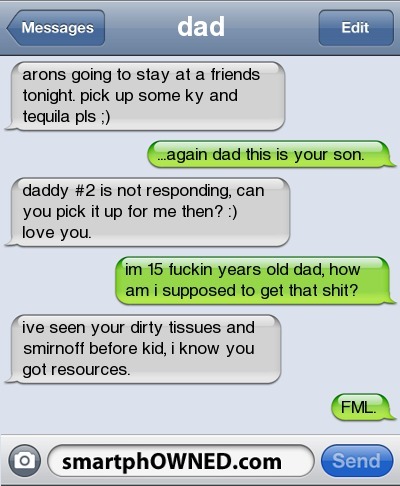 Messages
dad
Edit
arons going to stay at a friends
tonight. pick up some ky and
tequila pls ;)
...again dad this is your son.
daddy #2 is not responding, can
you pick it up for me then? :)
love you.
im 15 fuckin years old dad, how
am i supposed to get that shit?
ive seen your dirty tissues and
smirnoff before kid, i know you
got resources.
FML.
smartphOWNED.com
Send